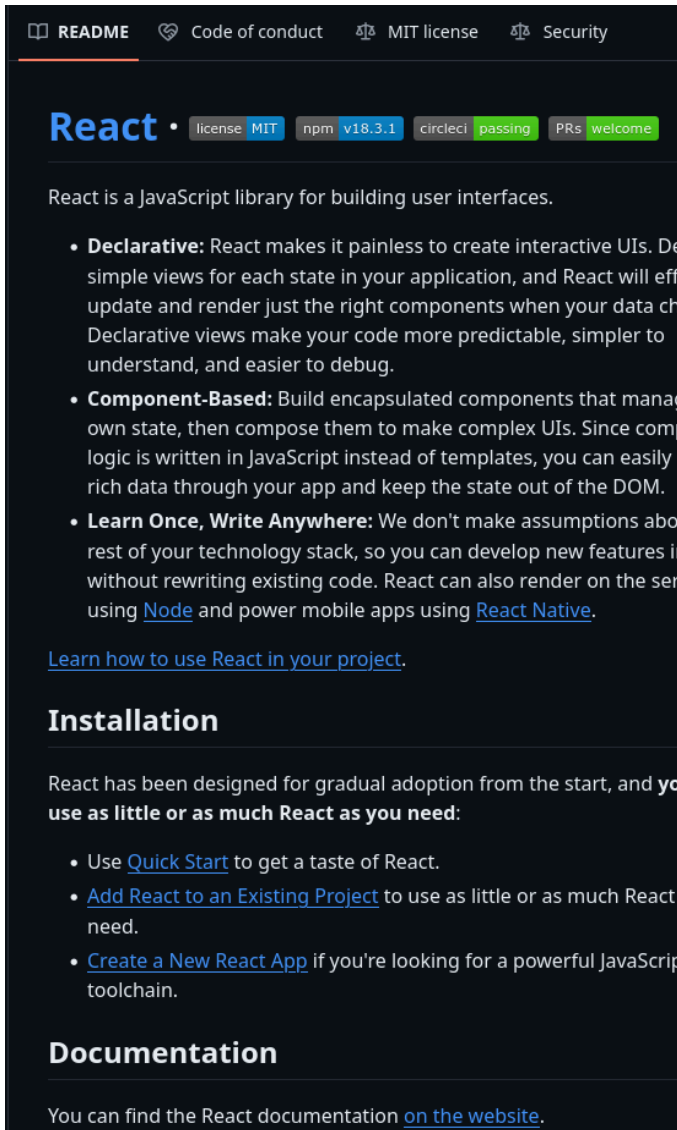 README Code of conduct MIT license Security
React · license MIT npm v18.3.1 circleci passing PRs welcome
React is a JavaScript library for building user interfaces.
• Declarative: React makes it painless to create interactive UIs.
simple views for each state in your application, and React will
update and render just the right components when your data
Declarative views make your code more predictable, simpler to
understand, and easier to debug.
• Component-Based: Build encapsulated components that
own state, then compose them to make complex UIs. Since
logic is written in JavaScript instead of templates, you can easily
rich data through your app and keep the state out of the DOM.
• Learn Once, Write Anywhere: We don't make assumptions
rest of your technology stack, so you can develop new features
without rewriting existing code. React can also render on the
using Node and power mobile apps using React Native.
Learn how to use React in your project.
Installation
React has been designed for gradual adoption from the start, and
use as little or as much React as you need:
• Use Quick Start to get a taste of React.
• Add React to an Existing Project to use as little or as much React
need.
• Create a New React App if you're looking for a powerful
toolchain.
Documentation
You can find the React documentation on the website.